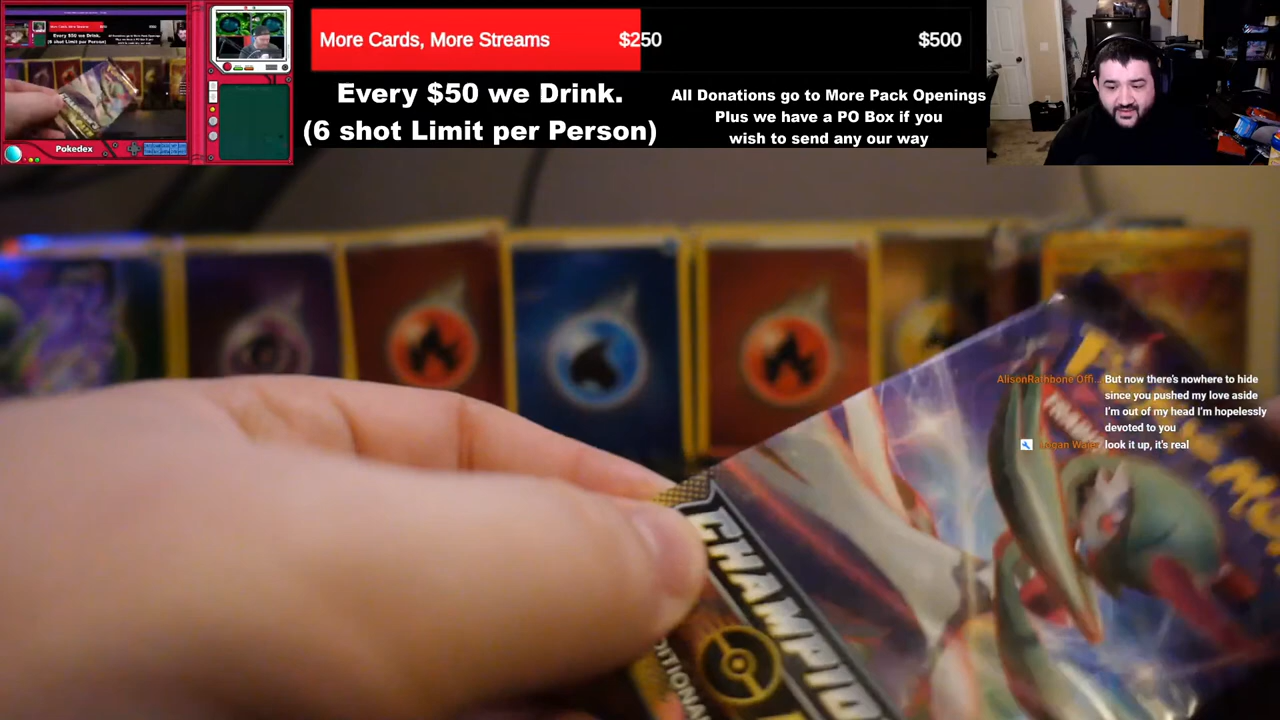 More Cards, More Streams
$250
$500
Every $50 we Drink.
(6 shot Limit per Person)
All Donations go to More Pack Openings
Plus we have a PO Box if you
wish to send any our way
Pokedex
AlisonRathbone Offi... But now there's nowhere to hide
since you pushed my love aside
I'm out of my head I'm hopelessly
devoted to you
look it up, it's real
CHAMPIO